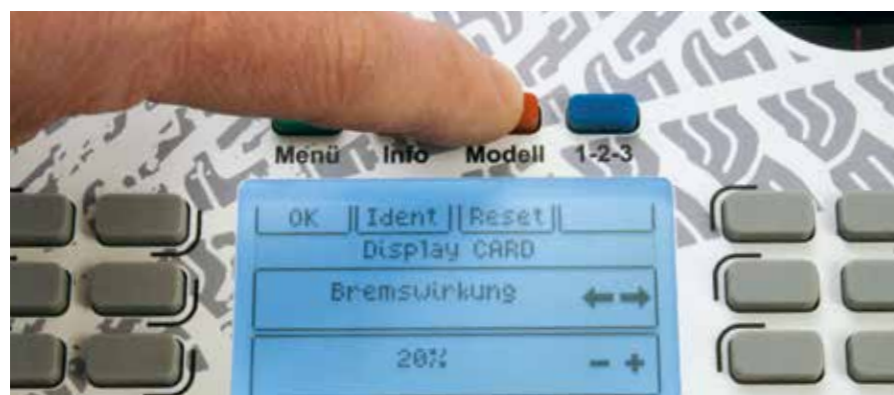 Menü Info Modell 1-2-3
OK Ident Reset
Display CARD
Bremswirkung
20% - +